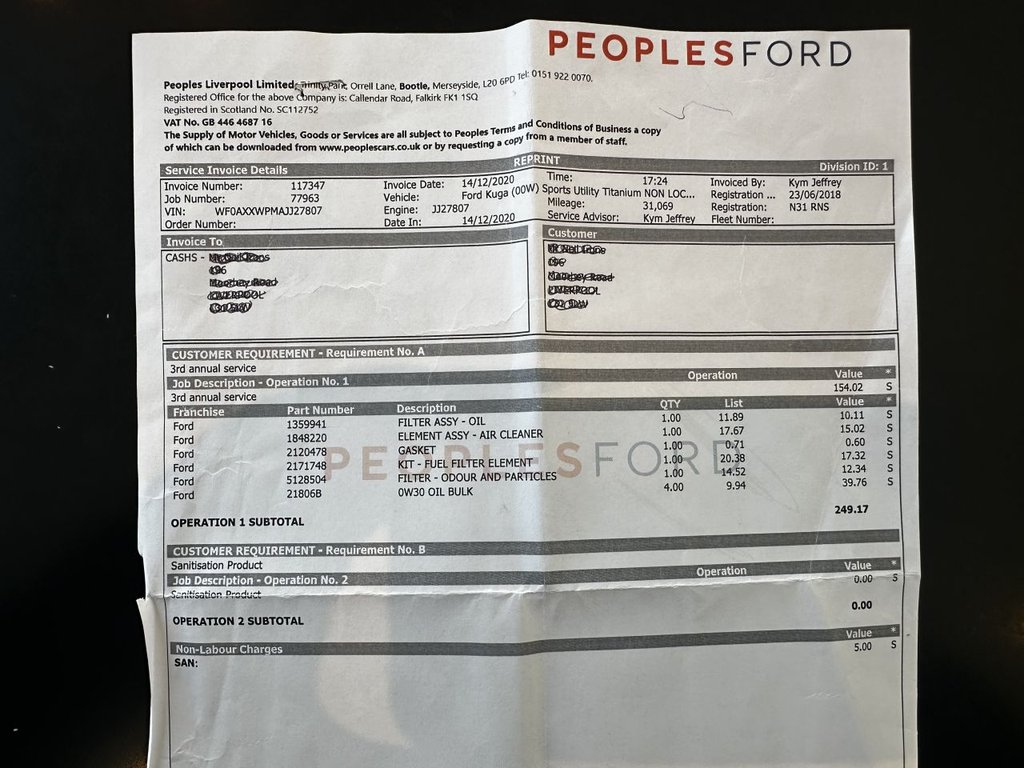 PEOPLESFORD
Peoples Liverpool Limited: Trinity Park, Orrell Lane, Bootle, Merseyside, L20 6PD Tel: 0151 922 0070.
Registered Office for the above Company is: Callendar Road, Falkirk FK1 1SQ
Registered in Scotland No. SC112752
VAT No. GB 446 4687 16
The Supply of Motor Vehicles, Goods or Services are all subject to Peoples Terms and Conditions of Business a copy
of which can be downloaded from www.peoplescars.co.uk or by requesting a copy from a member of staff.
REPRINT
Service Invoice Details Division ID: 1
Invoice Number: 117347 Invoice Date: 14/12/2020 Time: 17:24 Invoiced By: Kym Jeffrey
Job Number: 77963 Vehicle: Ford Kuga (00W) Sports Utility Titanium NON LOC... Registration ... 23/06/2018
VIN: WF0AXXWPMAJJ27807 Engine: JJ27807 Mileage: 31,069 Registration: N31 RNS
Order Number: Date In: 14/12/2020 Service Advisor: Kym Jeffrey Fleet Number:
Invoice To Customer
CASHS -
CUSTOMER REQUIREMENT - Requirement No. A
3rd annual service
Job Description - Operation No. 1 Operation Value *
3rd annual service 154.02 S
Franchise Part Number Description QTY List Value *
Ford 1359941 FILTER ASSY - OIL 1.00 11.89 10.11 S
Ford 1848220 ELEMENT ASSY - AIR CLEANER 1.00 17.67 15.02 S
Ford 2120478 GASKET 1.00 0.71 0.60 S
Ford 2171748 KIT - FUEL FILTER ELEMENT 1.00 20.38 17.32 S
Ford 5128504 FILTER - ODOUR AND PARTICLES 1.00 14.52 12.34 S
Ford 21806B 0W30 OIL BULK 4.00 9.94 39.76 S
PEOPLESFORD
OPERATION 1 SUBTOTAL 249.17
CUSTOMER REQUIREMENT - Requirement No. B
Sanitisation Product
Job Description - Operation No. 2 Operation Value *
Sanitisation Product 0.00 S
OPERATION 2 SUBTOTAL 0.00
Non-Labour Charges Value *
SAN: 5.00 S